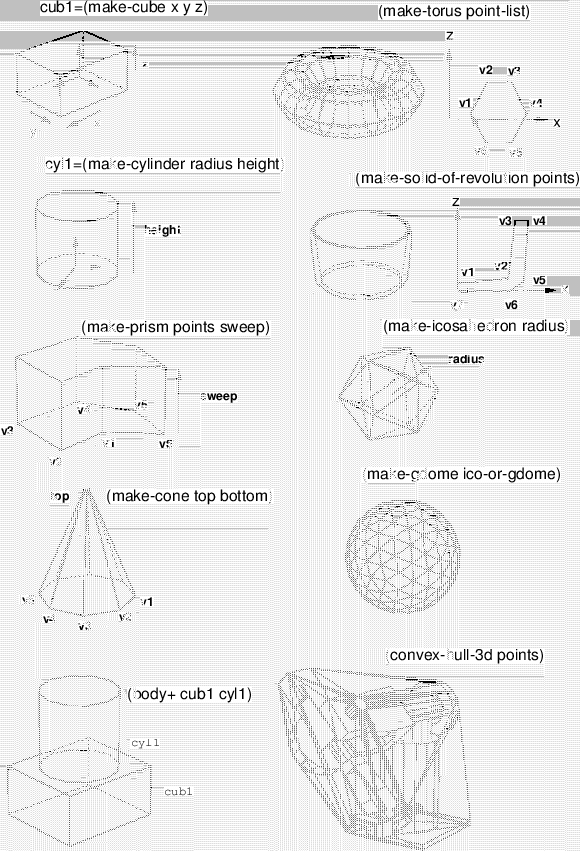 cub1=(make-cube x y z)
(make-torus point-list)
z
y
x
Z
v2 v3
v1 v4
X
v6 v5
cyl1=(make-cylinder radius height)
height
(make-solid-of-revolution points)
Z
v3 v4
v1 v2
v5
X
v6
(make-prism points sweep)
sweep
v3
v2
v1
v5
(make-icosahedron radius)
radius
top (make-cone top bottom)
v5
v4
v3
v2
v1
(make-gdome ico-or-gdome)
(body+ cub1 cyl1)
cyl1
cub1
(convex-hull-3d points)